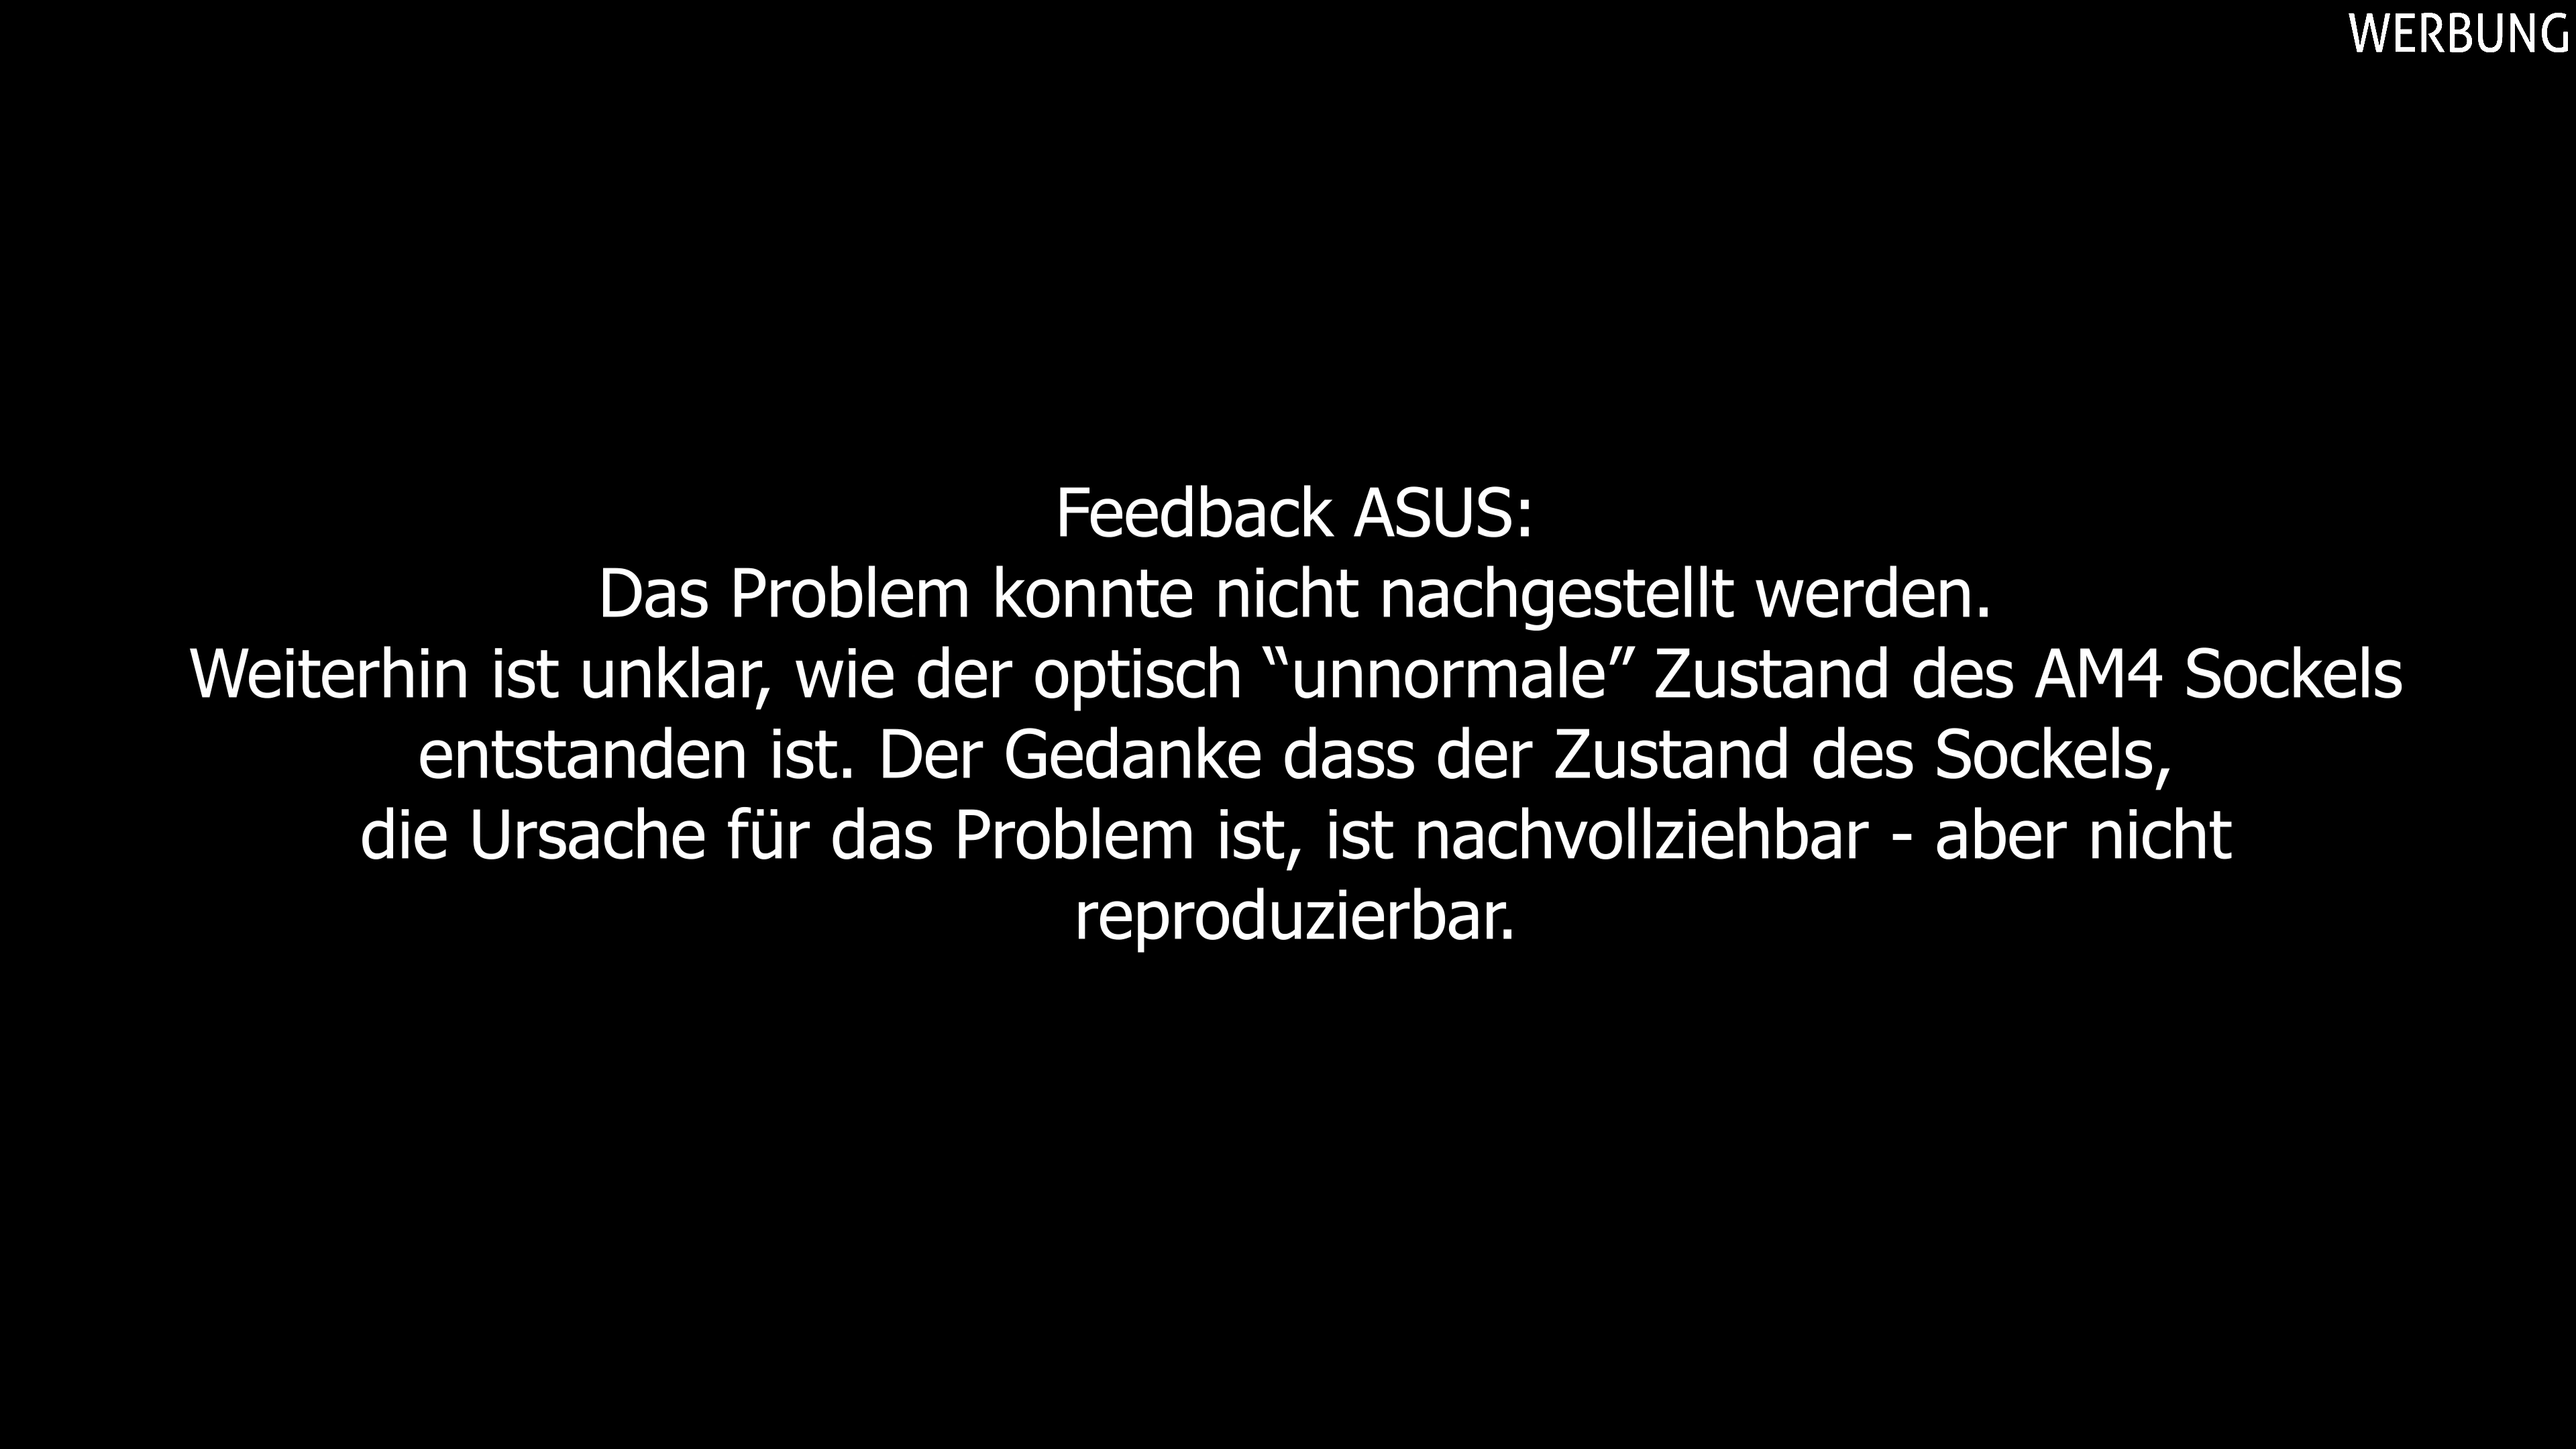 WERBUNG
Feedback ASUS:
Das Problem konnte nicht nachgestellt werden.
Weiterhin ist unklar, wie der optisch “unnormale” Zustand des AM4 Sockels
entstanden ist. Der Gedanke dass der Zustand des Sockels,
die Ursache für das Problem ist, ist nachvollziehbar - aber nicht
reproduzierbar.